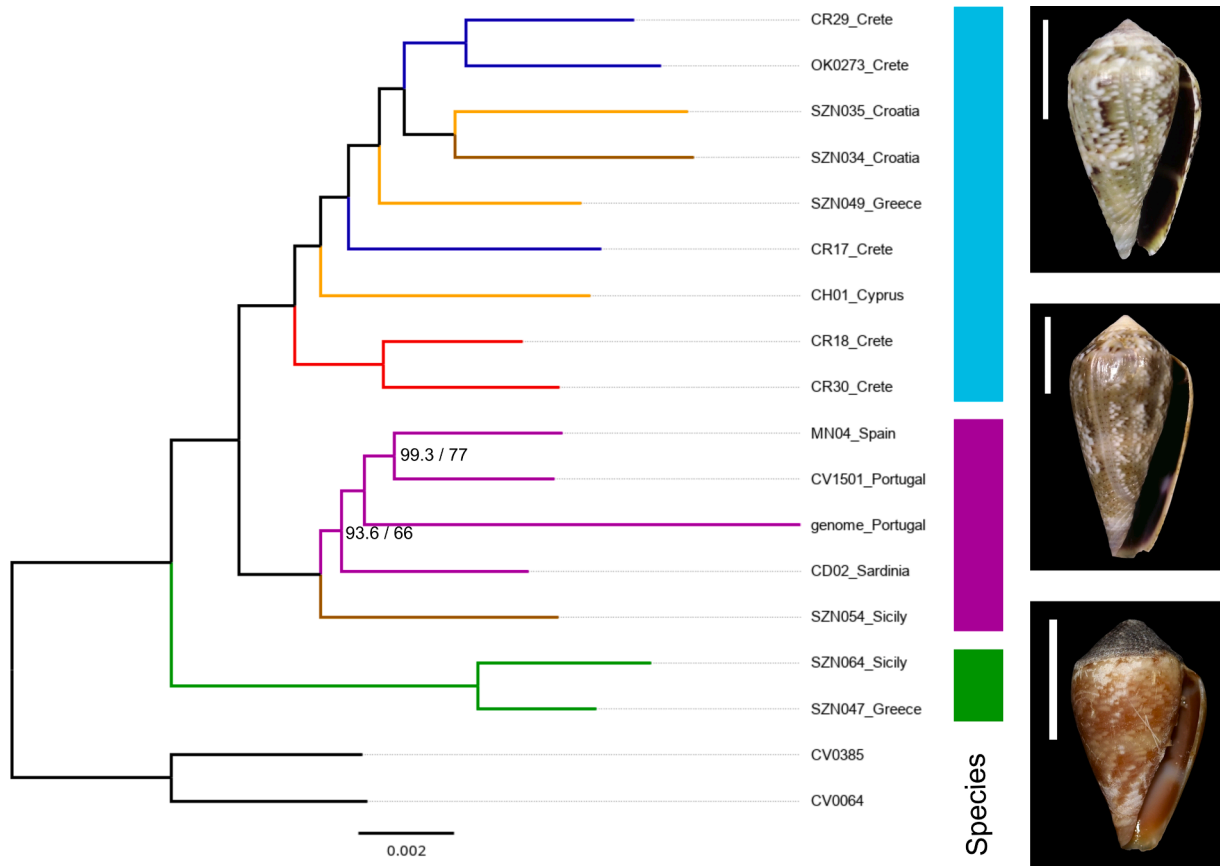 CR29_Crete
OK0273_Crete
SZN035_Croatia
SZN034_Croatia
SZN049_Greece
CR17_Crete
CH01_Cyprus
CR18_Crete
CR30_Crete
MN04_Spain
99.3 / 77
CV1501_Portugal
genome_Portugal
93.6 / 66
CD02_Sardinia
SZN054_Sicily
SZN064_Sicily
SZN047_Greece
CV0385
CV0064
Species
0.002